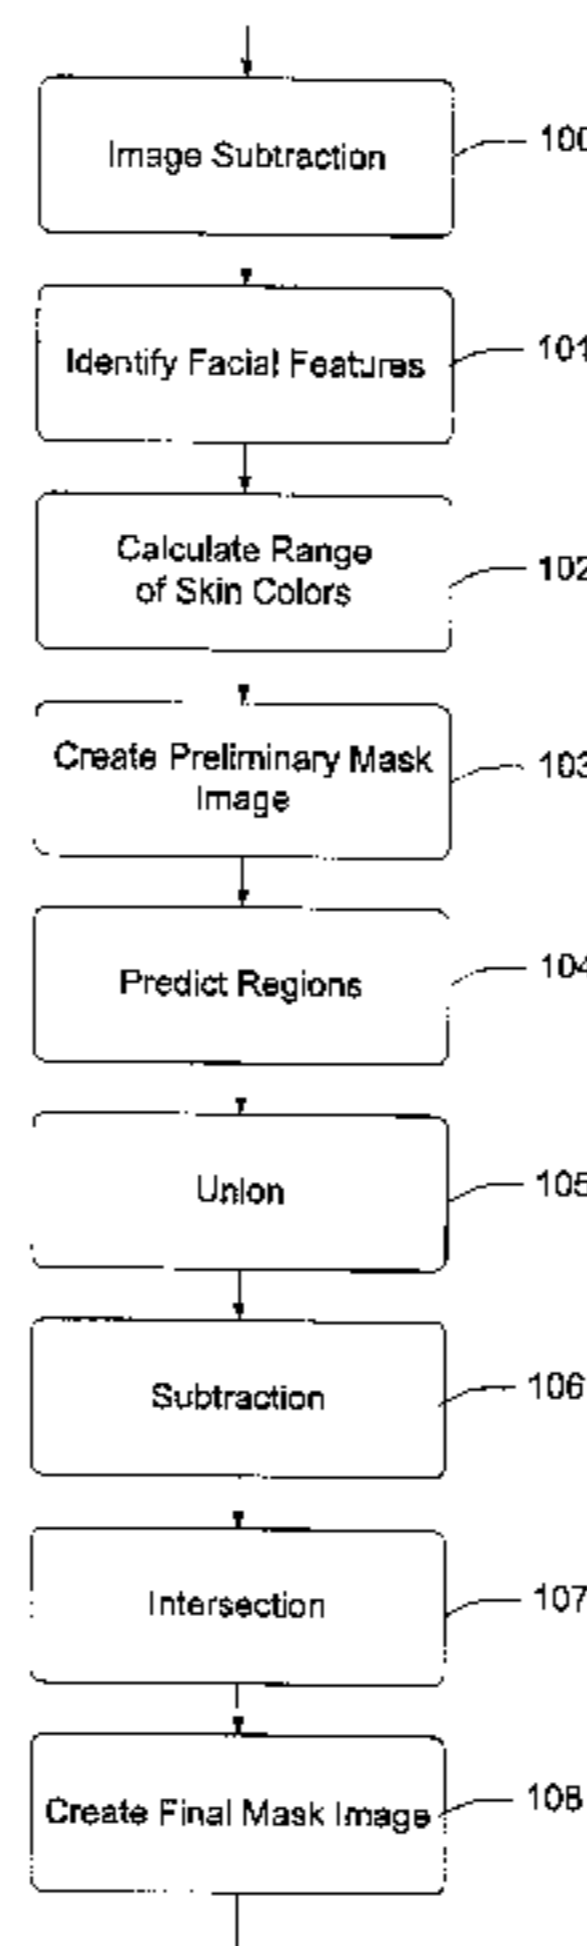 Image Subtraction
100
Identify Facial Features
101
Calculate Range
of Skin Colors
102
Create Preliminary Mask
Image
103
Predict Regions
104
Union
105
Subtraction
106
Intersection
107
Create Final Mask Image
108